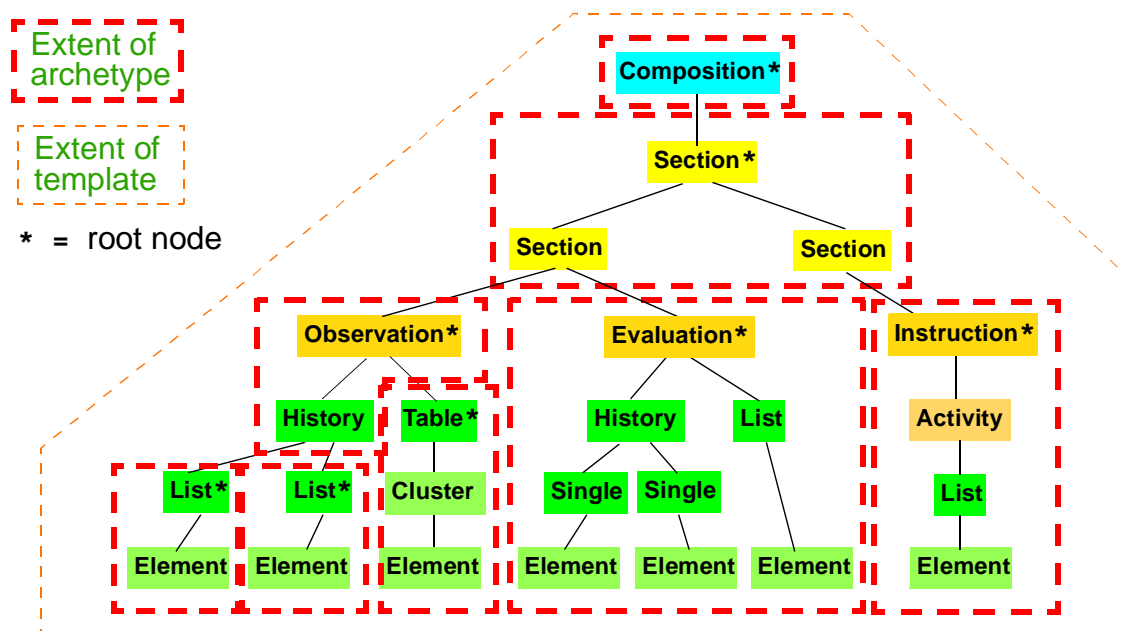 Extent of
archetype
Extent of
template
* = root node
Composition*
Section*
Section Section
Observation* Evaluation* Instruction*
History Table* History List Activity
List* List* Cluster Single Single List
Element Element Element Element Element Element Element